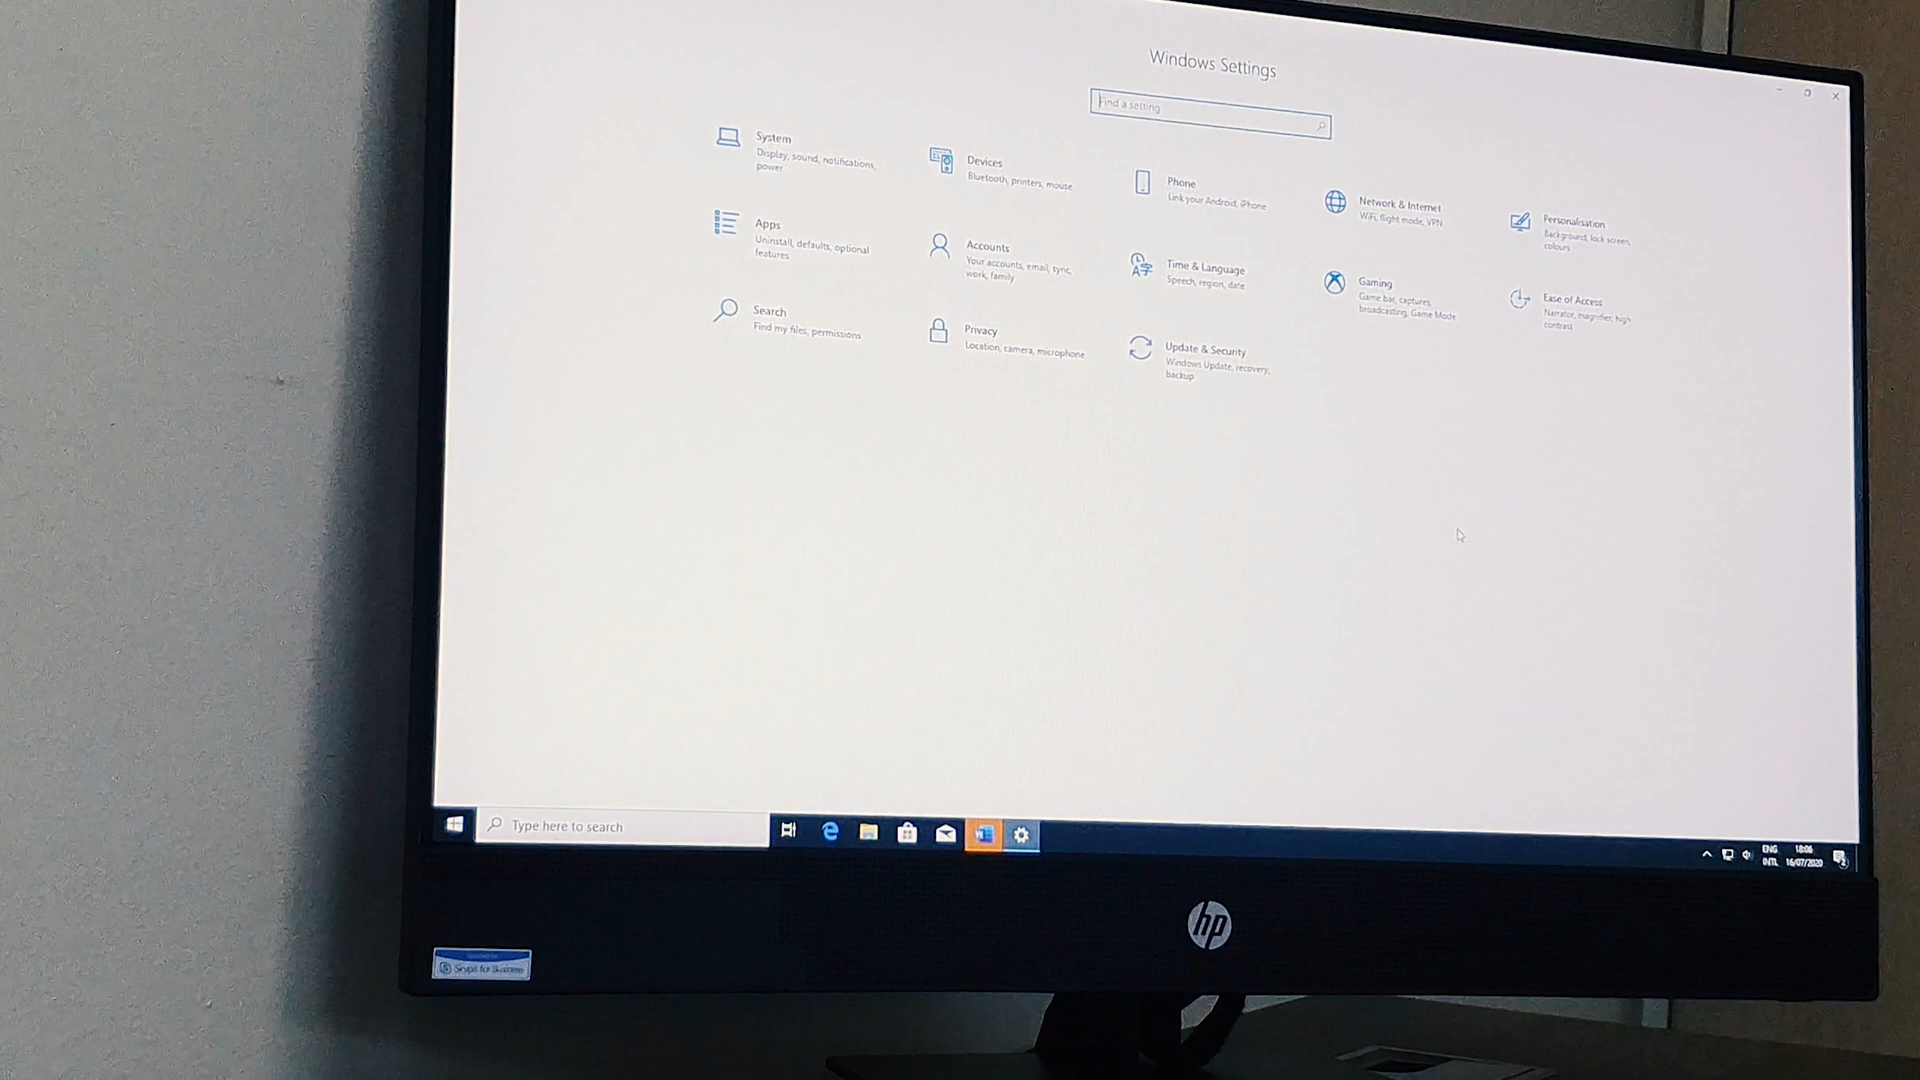 Windows Settings
Find a setting
System
Display, sound, notifications,
power
Devices
Bluetooth, printers, mouse
Phone
Link your Android, iPhone
Network & Internet
WiFi, flight mode, VPN
Personalisation
Background, lock screen,
colours
Apps
Uninstall, defaults, optional
features
Accounts
Your accounts, email, sync,
work, family
Time & Language
Speech, region, date
Gaming
Game bar, captures,
broadcasting, Game Mode
Ease of Access
Narrator, magnifier, high
contrast
Search
Find my files, permissions
Privacy
Location, camera, microphone
Update & Security
Windows Update, recovery,
backup
Type here to search
ENG
INTL
18:06
16/07/2020
2
hp
Skype for Business